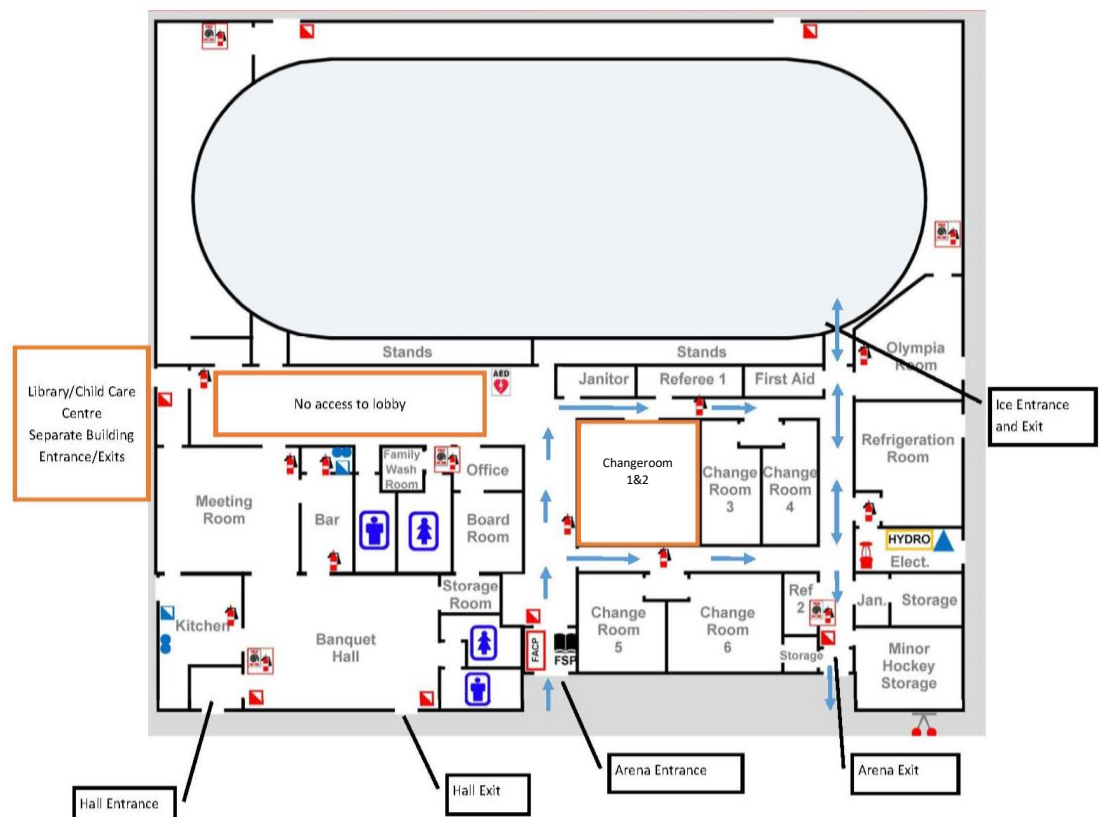 Stands
Stands
Olympia
Room
AED
Janitor
Referee 1
First Aid
Library/Child Care
Centre
Separate Building
Entrance/Exits
No access to lobby
Ice Entrance
and Exit
Refrigeration
Room
Changeroom
1&2
Family
Wash
Room
Office
Change
Room
3
Change
Room
4
Meeting
Room
Bar
Board
Room
HYDRO
Elect.
Storage
Room
Ref
2
Jan.
Storage
Kitchen
Banquet
Hall
Change
Room
5
Change
Room
6
FACP
FSP
Storage
Minor
Hockey
Storage
Arena Entrance
Arena Exit
Hall Exit
Hall Entrance